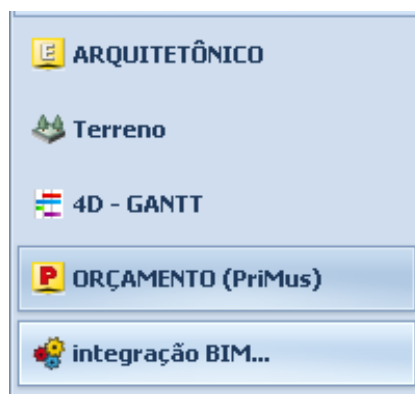 E ARQUITETÔNICO
Terreno
4D - GANTT
P ORÇAMENTO (PriMus)
integração BIM...